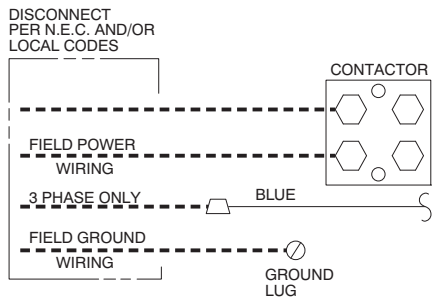 DISCONNECT
PER N.E.C. AND/OR
LOCAL CODES
CONTACTOR
FIELD POWER
WIRING
3 PHASE ONLY
BLUE
FIELD GROUND
WIRING
GROUND
LUG